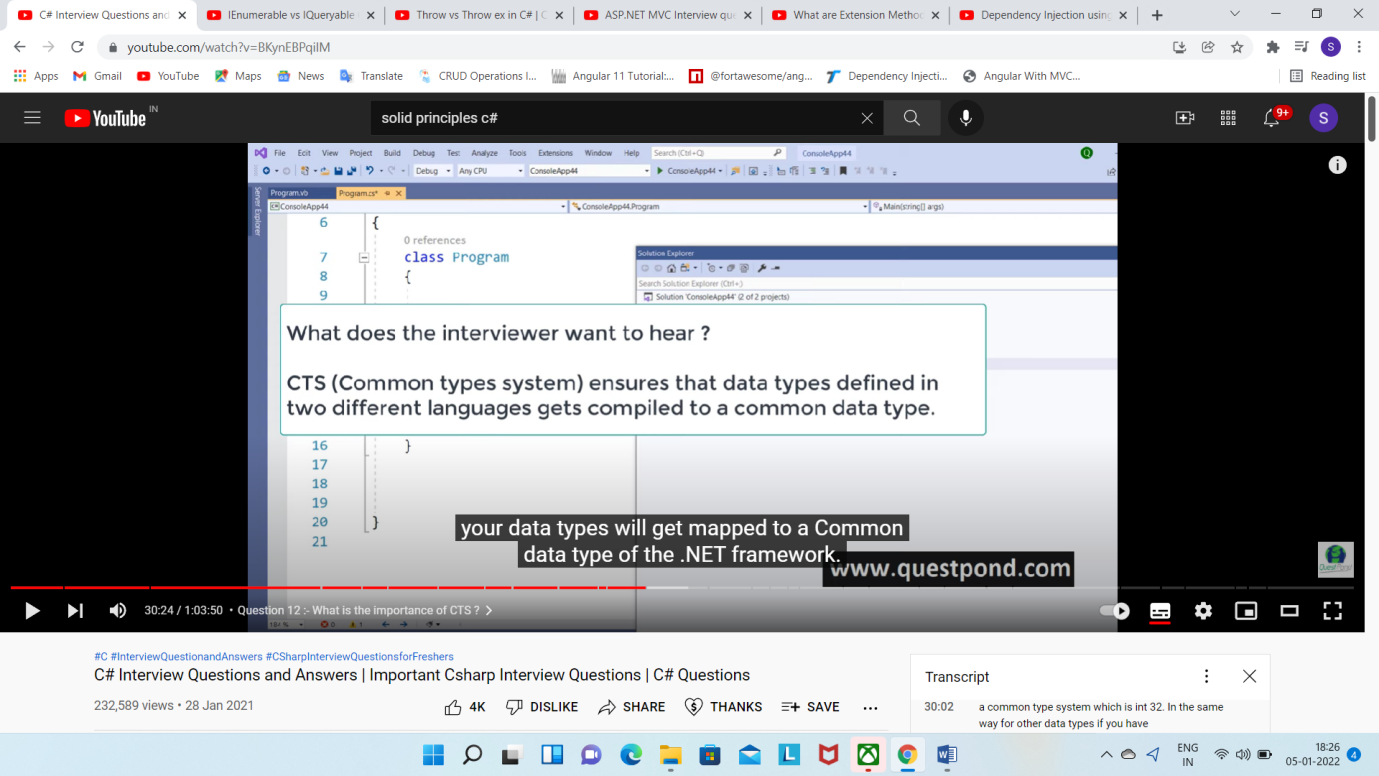 C# Interview Questions and
IEnumerable vs IQueryable
Throw vs Throw ex in C# | C
ASP.NET MVC Interview que
What are Extension Method
Dependency Injection using
youtube.com/watch?v=BKynEBPqiIM
S
Apps
Gmail
YouTube
Maps
News
Translate
CRUD Operations I...
Angular 11 Tutorial:...
@fortawesome/ang...
Dependency Injecti...
Angular With MVC...
Reading list
YouTube IN
solid principles c#
9+
S
File Edit View Project Build Debug Test Analyze Tools Extensions Window Help Search (Ctrl+Q) ConsoleApp44 Q
Debug Any CPU ConsoleApp44 ConsoleApp44
Server Explorer
Program.vb Program.cs*
ConsoleApp44 ConsoleApp44.Program Main(string[] args)
6 {
0 references
7 class Program
8 {
9
Solution Explorer
Search Solution Explorer (Ctrl+;)
Solution 'ConsoleApp44' (2 of 2 projects)
What does the interviewer want to hear ?
CTS (Common types system) ensures that data types defined in
two different languages gets compiled to a common data type.
16 }
17
18
19
20 }
21
your data types will get mapped to a Common
data type of the .NET framework.
www.questpond.com
30:24 / 1:03:50 • Question 12 :- What is the importance of CTS ?
0 1
#C #InterviewQuestionandAnswers #CSharpInterviewQuestionsforFreshers
C# Interview Questions and Answers | Important Csharp Interview Questions | C# Questions
232,589 views • 28 Jan 2021
4K DISLIKE SHARE THANKS SAVE ...
Transcript
30:02 a common type system which is int 32. In the same
way for other data types if you have
ENG
IN
18:26
05-01-2022
4